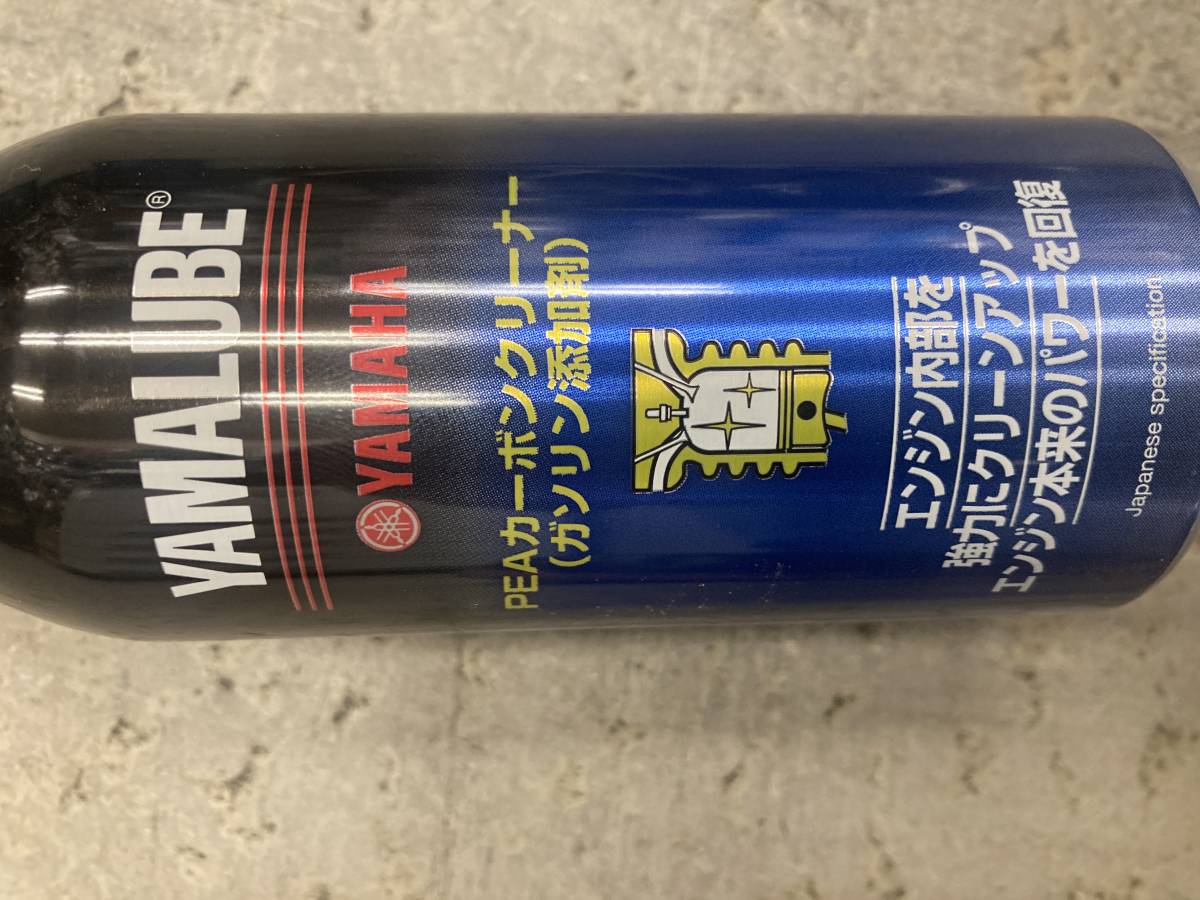 YAMALUBE®
YAMAHA
PEAカーボンクリーナー
(ガソリン添加剤)
エンジン内部を
強力にクリーンアップ
エンジン本来のパワーを回復
Japanese specification